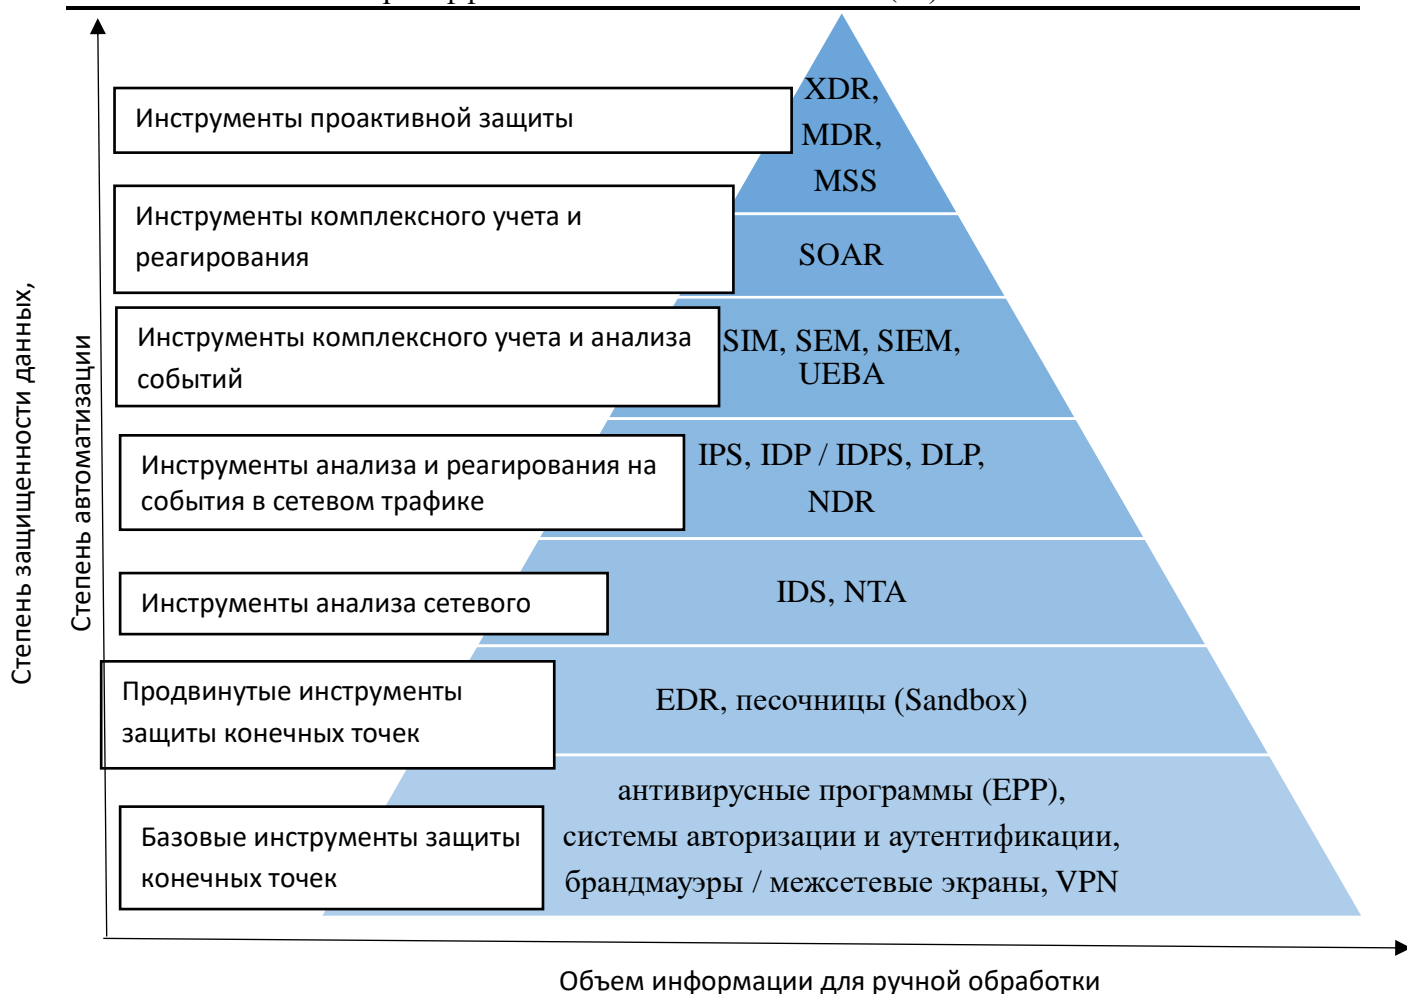 Инструменты проактивной защиты
XDR,
MDR,
MSS
Инструменты комплексного учета и
реагирования
SOAR
Инструменты комплексного учета и анализа
событий
SIM, SEM, SIEM,
UEBA
Инструменты анализа и реагирования на
события в сетевом трафике
IPS, IDP / IDPS, DLP,
NDR
Инструменты анализа сетевого
IDS, NTA
Продвинутые инструменты
защиты конечных точек
EDR, песочницы (Sandbox)
Базовые инструменты защиты
конечных точек
антивирусные программы (EPP),
системы авторизации и аутентификации,
брандмауэры / межсетевые экраны, VPN
Степень защищенности данных,
Степень автоматизации
Объем информации для ручной обработки